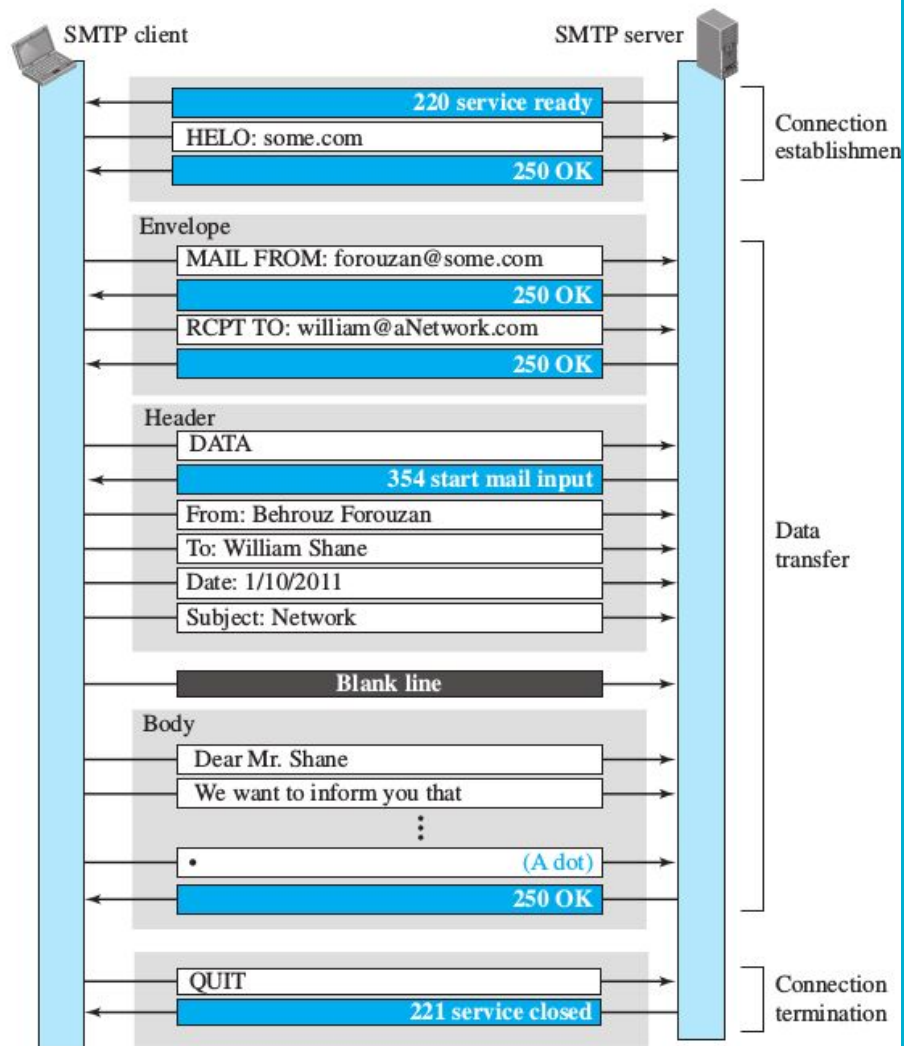 SMTP client
SMTP server
220 service ready
HELO: some.com
250 OK
Connection
establishmen
Envelope
MAIL FROM: forouzan@some.com
250 OK
RCPT TO: william@aNetwork.com
250 OK
Header
DATA
354 start mail input
From: Behrouz Forouzan
To: William Shane
Date: 1/10/2011
Subject: Network
Data
transfer
Blank line
Body
Dear Mr. Shane
We want to inform you that
⋮
• (A dot)
250 OK
QUIT
221 service closed
Connection
termination